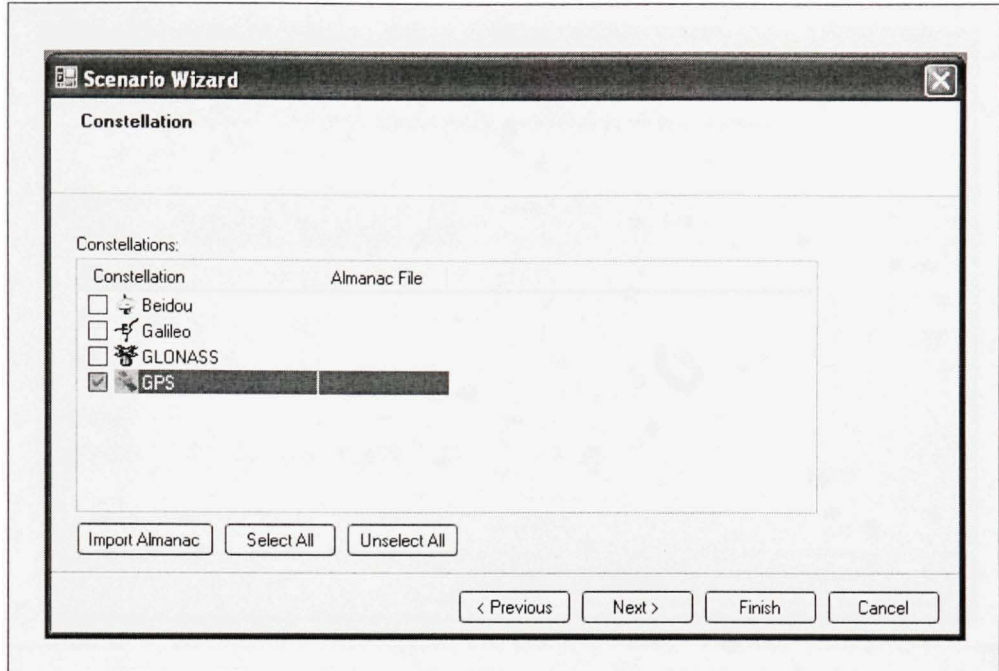 Scenario Wizard
Constellation
Constellations:
Constellation Almanac File
Beidou
Galileo
GLONASS
GPS
Import Almanac Select All Unselect All
< Previous Next > Finish Cancel